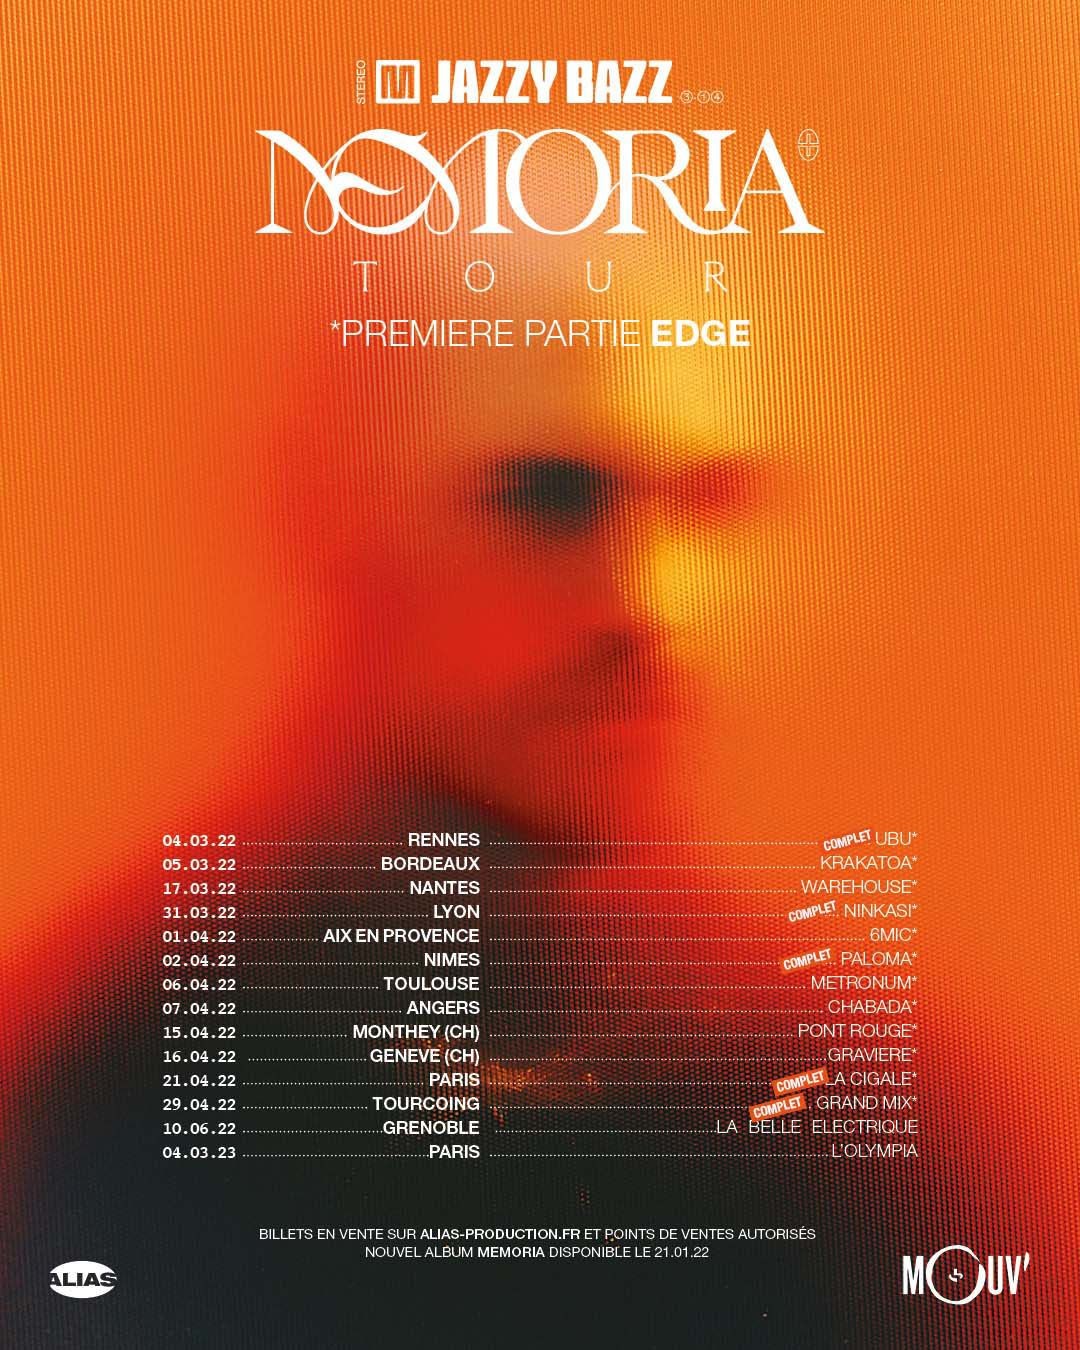 STEREO M JAZZY BAZZ 3·1·4
MEMORIA
TOUR
*PREMIERE PARTIE EDGE
04.03.22 RENNES COMPLET UBU*
05.03.22 BORDEAUX KRAKATOA*
17.03.22 NANTES WAREHOUSE*
31.03.22 LYON COMPLET NINKASI*
01.04.22 AIX EN PROVENCE 6MIC*
02.04.22 NIMES COMPLET PALOMA*
06.04.22 TOULOUSE METRONUM*
07.04.22 ANGERS CHABADA*
15.04.22 MONTHEY (CH) PONT ROUGE*
16.04.22 GENEVE (CH) GRAVIERE*
21.04.22 PARIS COMPLET LA CIGALE*
29.04.22 TOURCOING COMPLET GRAND MIX*
10.06.22 GRENOBLE LA BELLE ELECTRIQUE
04.03.23 PARIS L'OLYMPIA
BILLETS EN VENTE SUR ALIAS-PRODUCTION.FR ET POINTS DE VENTES AUTORISÉS
NOUVEL ALBUM MEMORIA DISPONIBLE LE 21.01.22
ALIAS
MOUV'